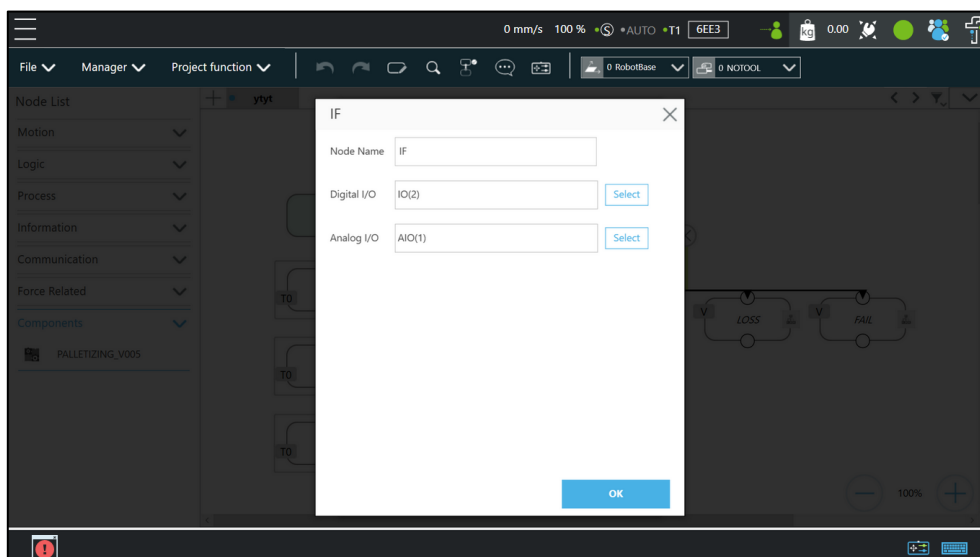 0 mm/s 100 % S AUTO T1 6EE3 kg 0.00
File Manager Project function 0 RobotBase 0 NOTOOL
Node List ytyt
Motion
Logic
Process
Information
Communication
Force Related
Components
PALLETIZING_V005
IF
Node Name IF
Digital I/O IO(2) Select
Analog I/O AIO(1) Select
OK
T0
T0
T0
V LOSS V FAIL
100%